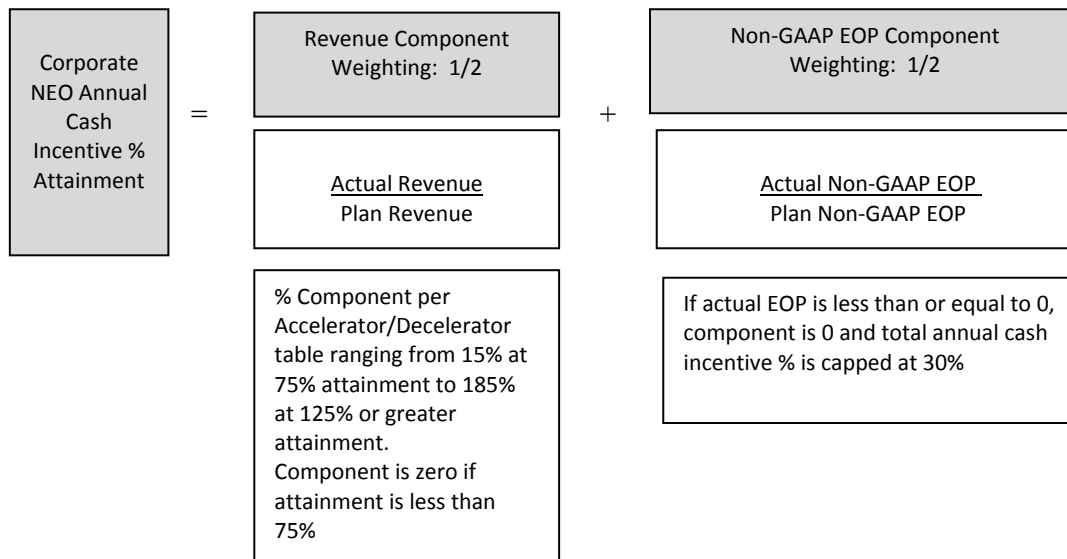 Corporate
NEO Annual
Cash
Incentive %
Attainment
=
Revenue Component
Weighting: 1/2
+
Non-GAAP EOP Component
Weighting: 1/2
Actual Revenue
Plan Revenue
Actual Non-GAAP EOP
Plan Non-GAAP EOP
% Component per
Accelerator/Decelerator
table ranging from 15% at
75% attainment to 185%
at 125% or greater
attainment.
Component is zero if
attainment is less than
75%
If actual EOP is less than or equal to 0,
component is 0 and total annual cash
incentive % is capped at 30%